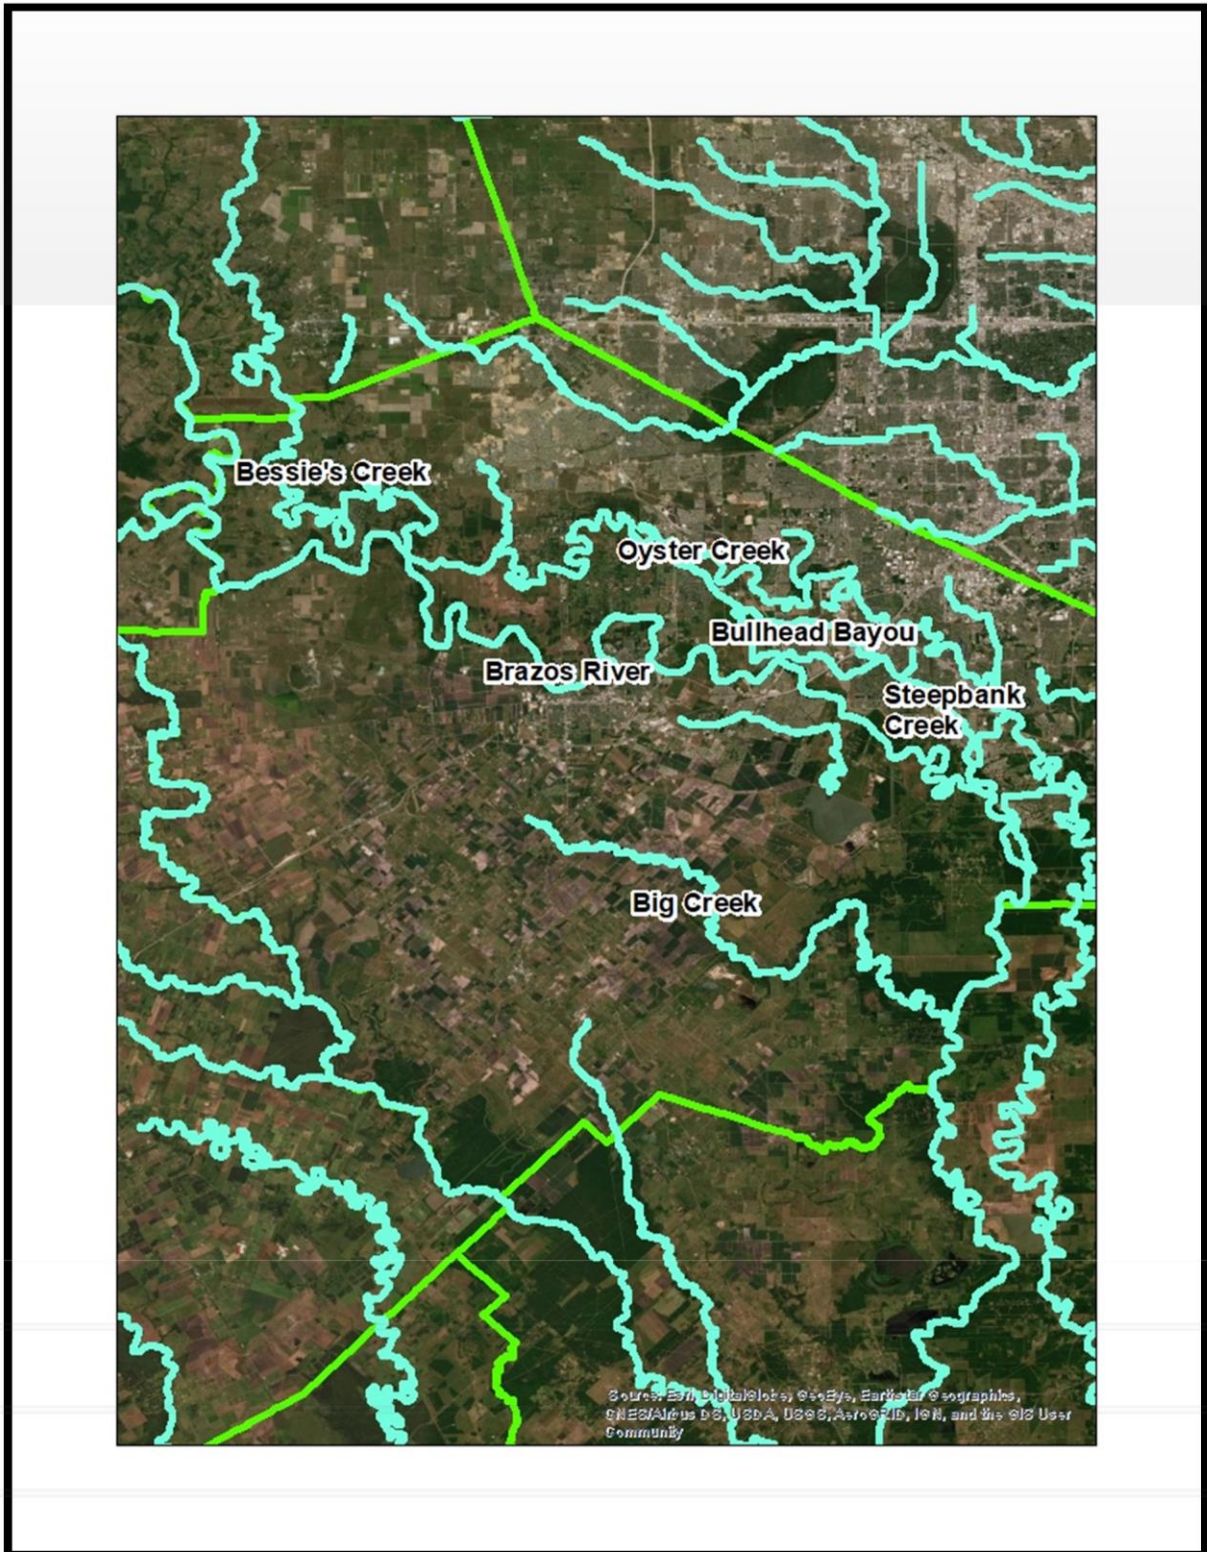 Bessie's Creek
Oyster Creek
Bullhead Bayou
Brazos River
Steepbank
Creek
Big Creek
Source: Esri, DigitalGlobe, GeoEye, Earthstar Geographics,
CNES/Airbus DS, USDA, USGS, AeroGRID, IGN, and the GIS User
Community